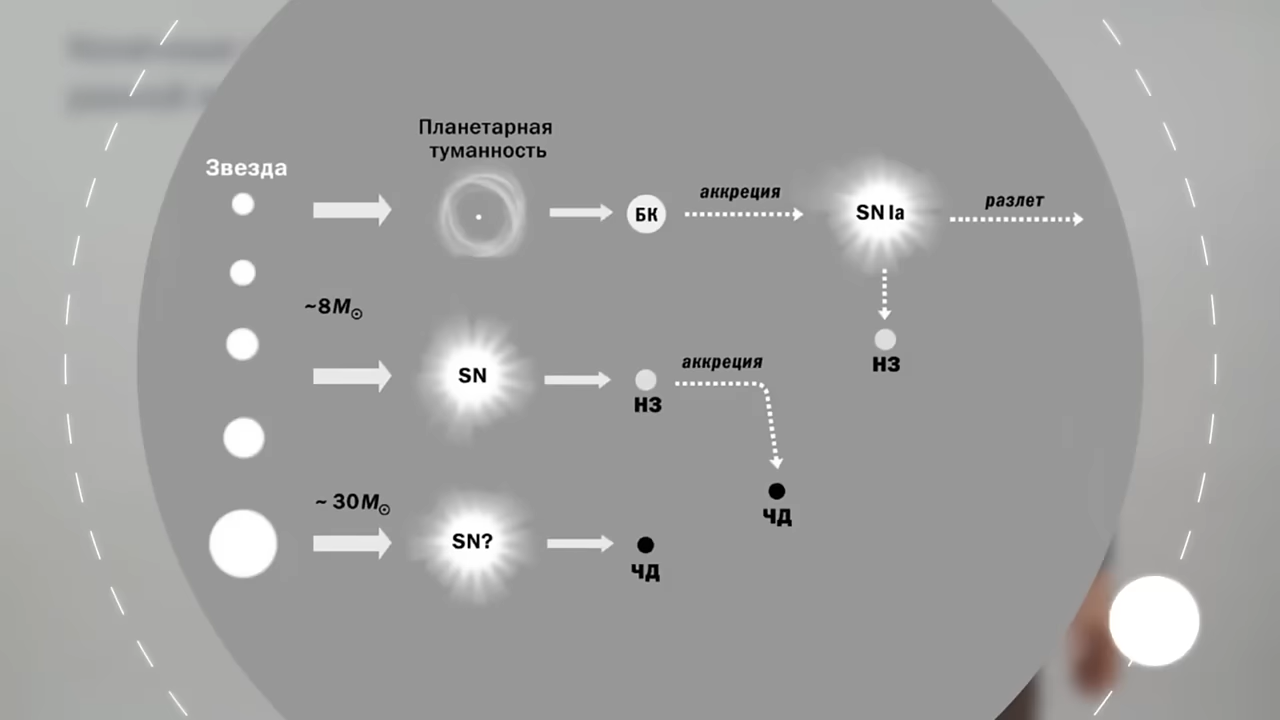 Планетарная
туманность
Звезда
аккреция
БК
SN Ia
разлет
~8M☉
SN
аккреция
НЗ
НЗ
~ 30M☉
SN?
ЧД
ЧД